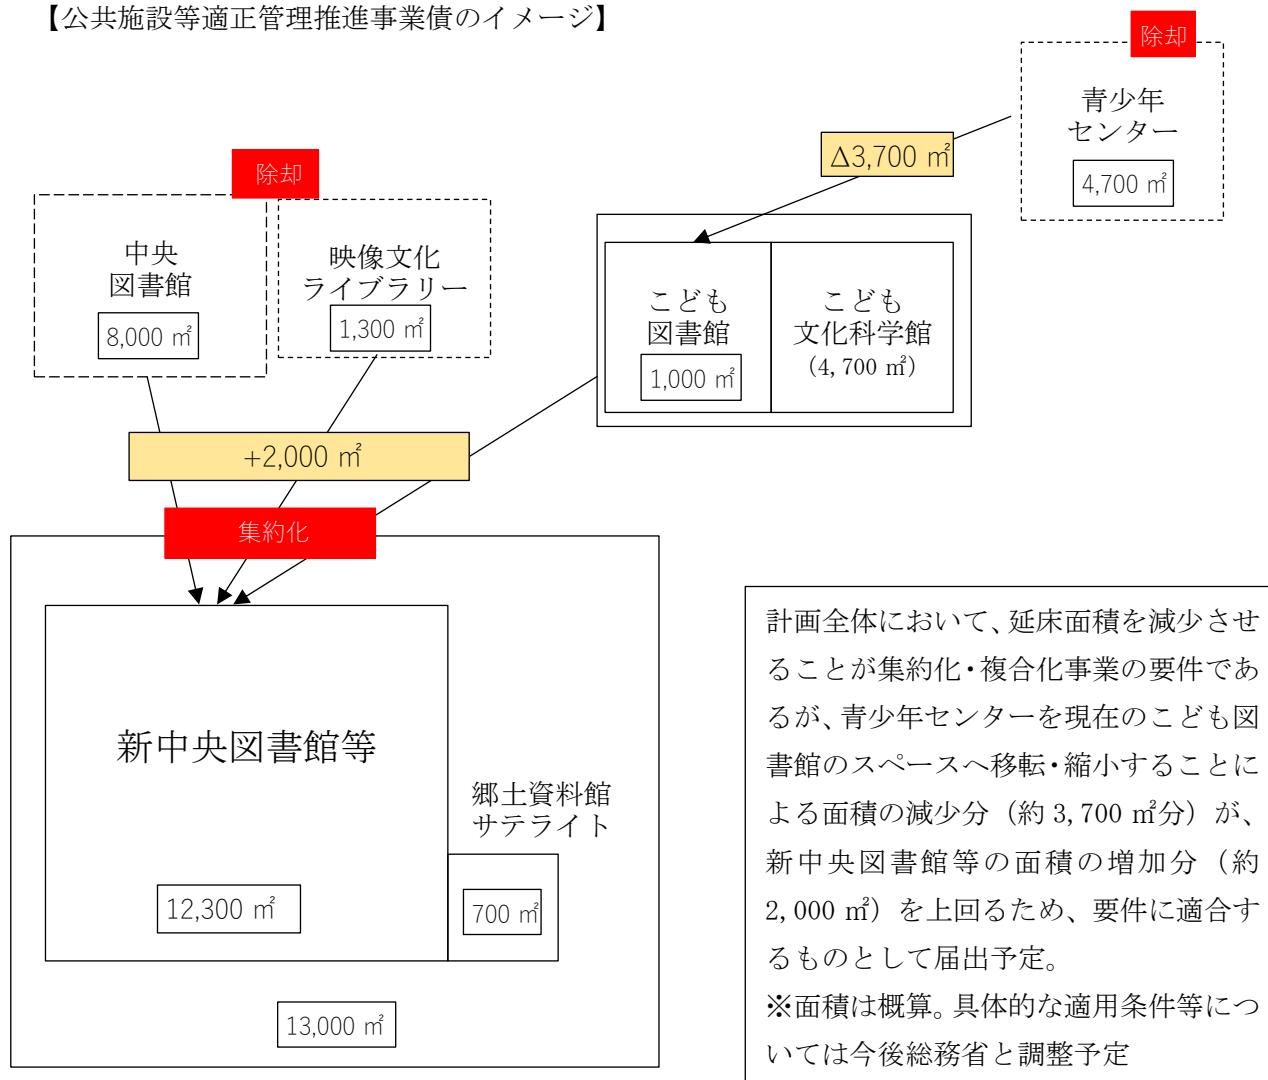 【公共施設等適正管理推進事業債のイメージ】
除却
青少年
センター
4,700 ㎡
Δ3,700 ㎡
除却
中央
図書館
8,000 ㎡
映像文化
ライブラリー
1,300 ㎡
こども
図書館
1,000 ㎡
こども
文化科学館
(4,700 ㎡)
+2,000 ㎡
集約化
新中央図書館等
12,300 ㎡
郷土資料館
サテライト
700 ㎡
13,000 ㎡
計画全体において、延床面積を減少させ
ることが集約化・複合化事業の要件であ
るが、青少年センターを現在のこども図
書館のスペースへ移転・縮小することに
よる面積の減少分（約 3,700 ㎡分）が、
新中央図書館等の面積の増加分（約
2,000 ㎡）を上回るため、要件に適合す
るものとして届出予定。
※面積は概算。具体的な適用条件等につ
いては今後総務省と調整予定